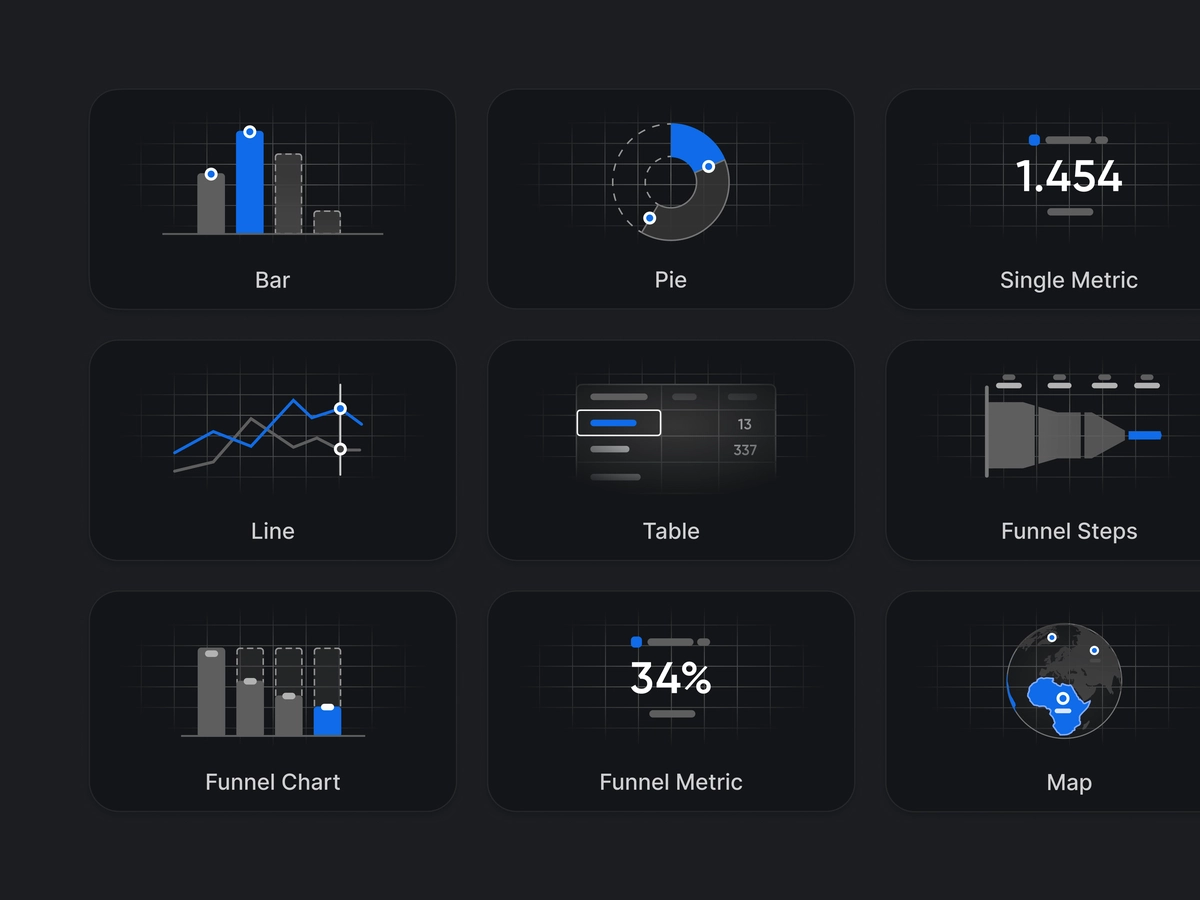 Bar
Pie
1.454
Single Metric
Line
13
337
Table
Funnel Steps
Funnel Chart
34%
Funnel Metric
Map